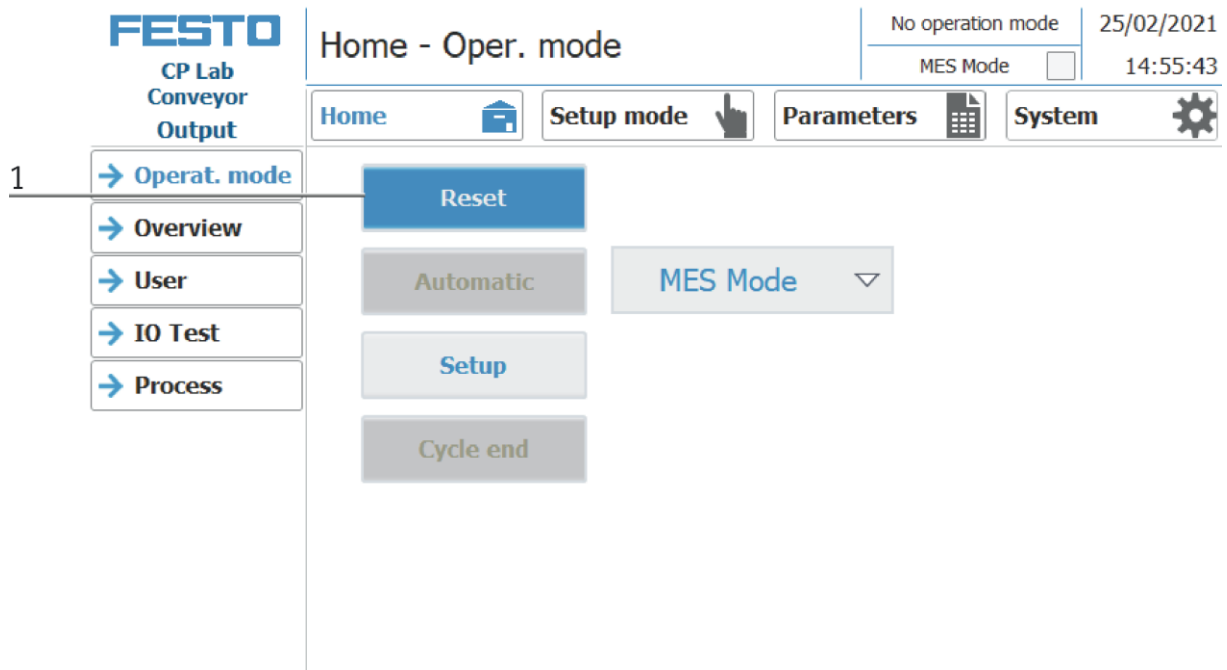 FESTO
CP Lab
Conveyor
Output
Home - Oper. mode
No operation mode
MES Mode
25/02/2021
14:55:43
Home
Setup mode
Parameters
System
1
Operat. mode
Overview
User
IO Test
Process
Reset
Automatic
MES Mode
Setup
Cycle end